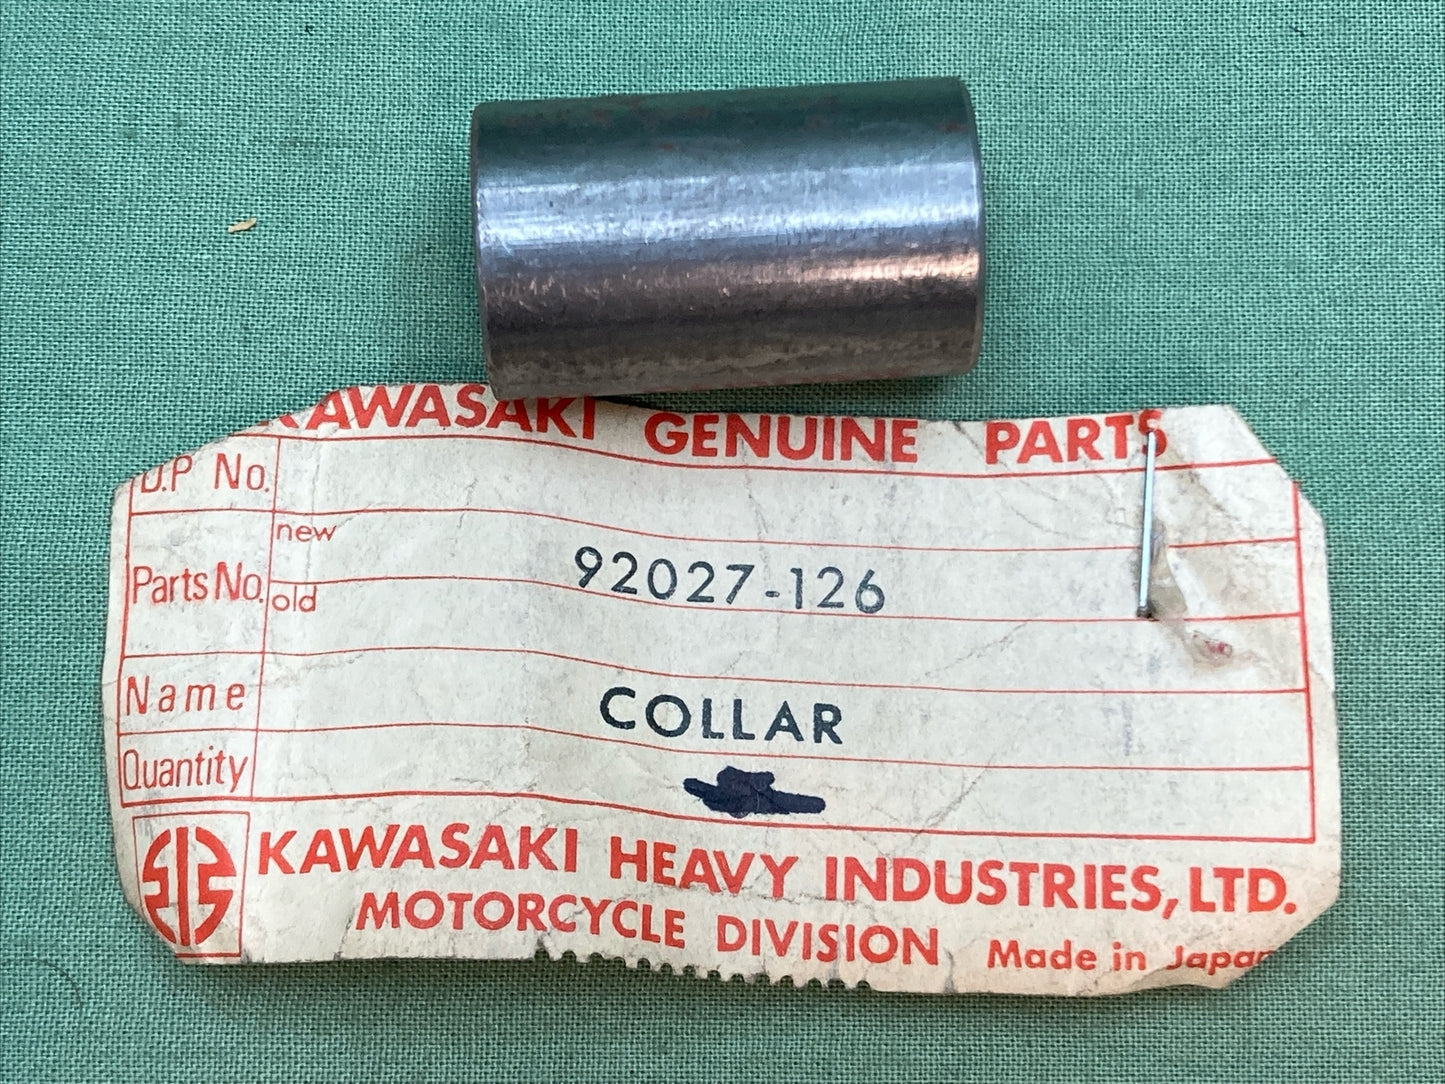 KAWASAKI GENUINE PARTS
D.P No.
new
Parts No.
92027-126
old
Name COLLAR
Quantity
KAWASAKI HEAVY INDUSTRIES, LTD.
MOTORCYCLE DIVISION Made in Japan